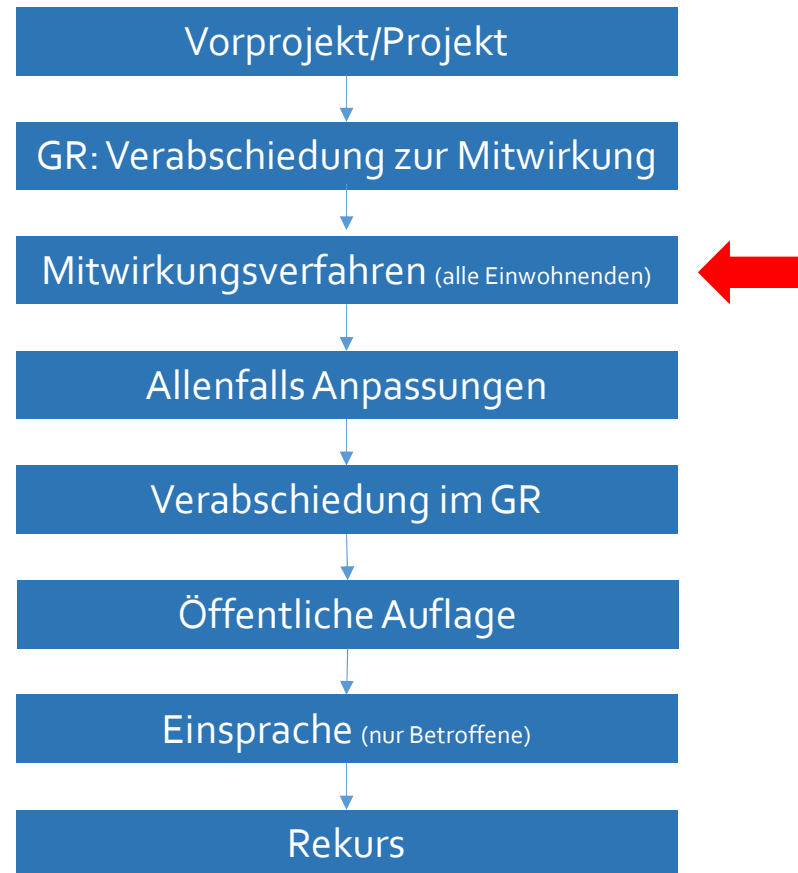 Vorprojekt/Projekt
GR: Verabschiedung zur Mitwirkung
Mitwirkungsverfahren (alle Einwohnenden)
Allenfalls Anpassungen
Verabschiedung im GR
Öffentliche Auflage
Einsprache (nur Betroffene)
Rekurs